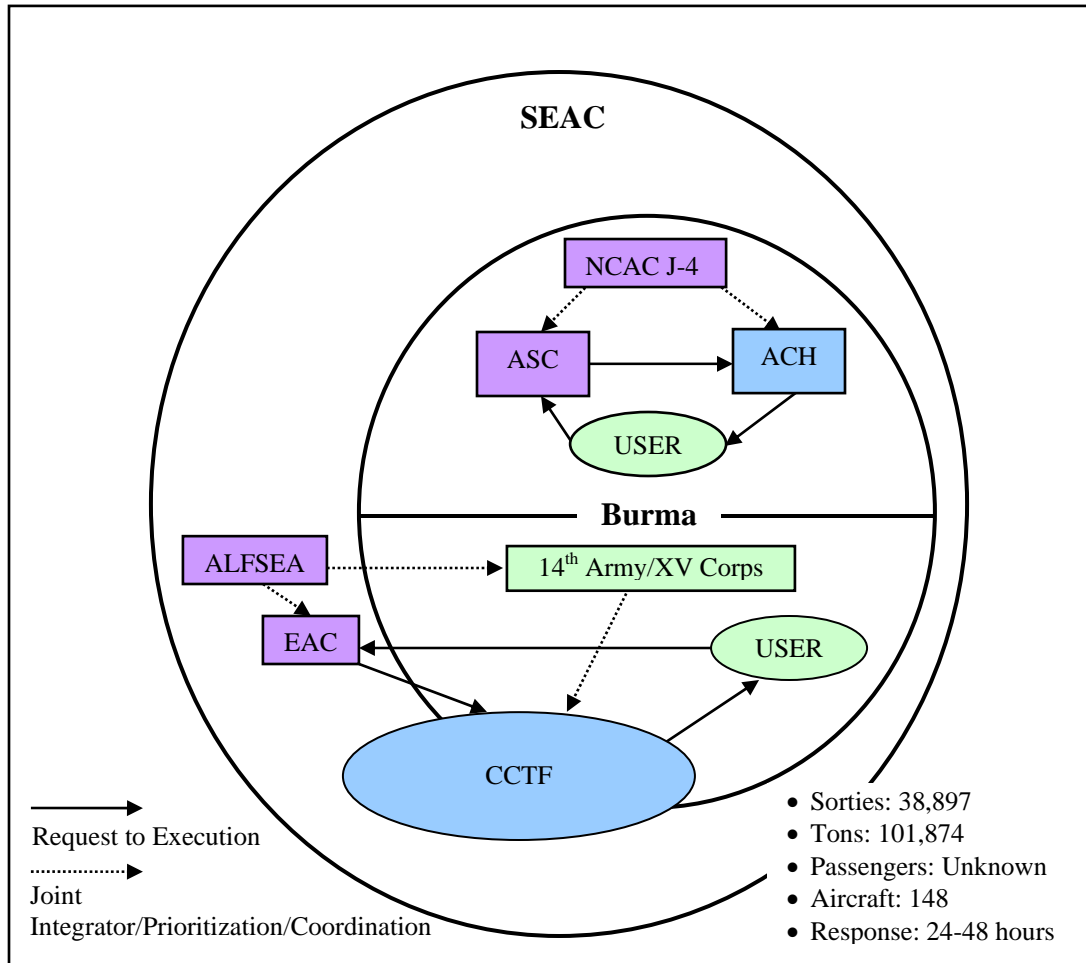 SEAC
NCAC J-4
ASC
ACH
USER
Burma
ALFSEA
14th Army/XV Corps
EAC
USER
CCTF
Request to Execution
Joint
Integrator/Prioritization/Coordination
• Sorties: 38,897
• Tons: 101,874
• Passengers: Unknown
• Aircraft: 148
• Response: 24-48 hours